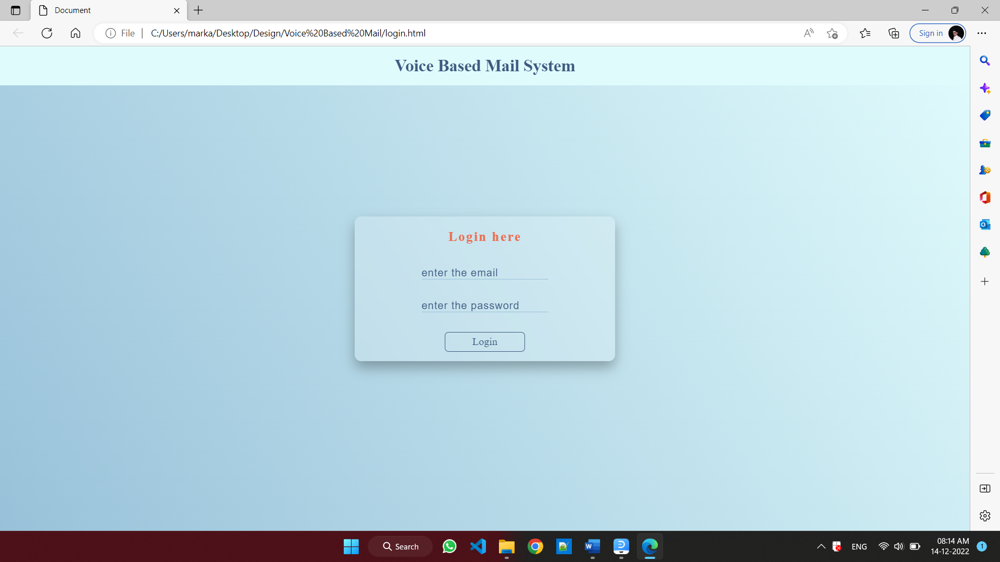 Document
File
C:/Users/marka/Desktop/Design/Voice%20Based%20Mail/login.html
Sign in
Voice Based Mail System
Login here
enter the email
enter the password
Login
Search
ENG
08:14 AM
14-12-2022
1